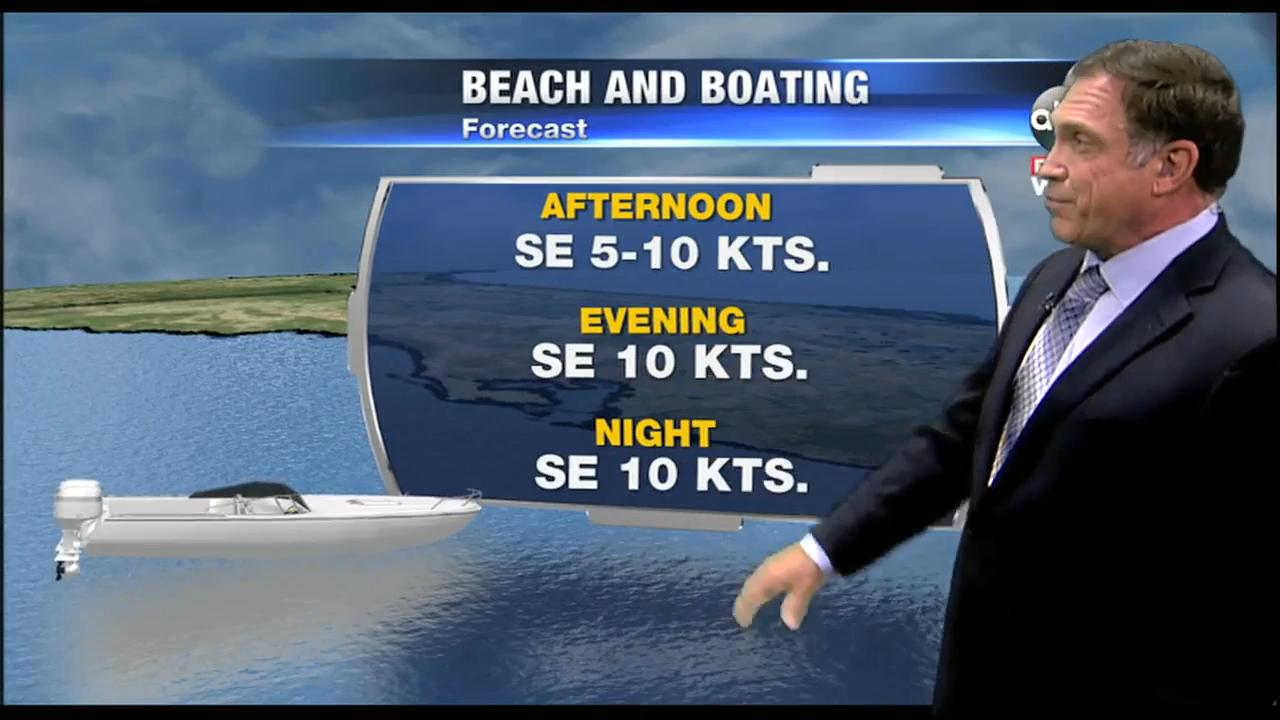 BEACH AND BOATING
Forecast
AFTERNOON
SE 5-10 KTS.
EVENING
SE 10 KTS.
NIGHT
SE 10 KTS.